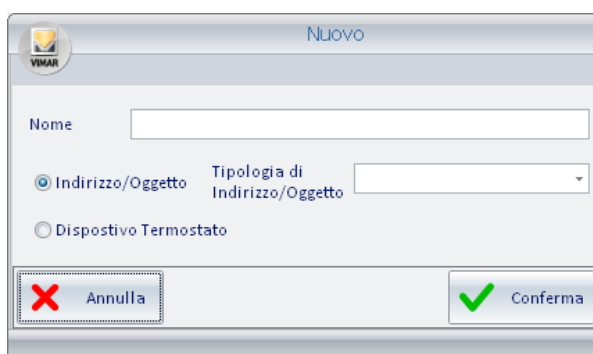 Nuovo
VIMAR
Nome
Indirizzo/Oggetto
Tipologia di
Indirizzo/Oggetto
Dispostivo Termostato
Annulla
Conferma